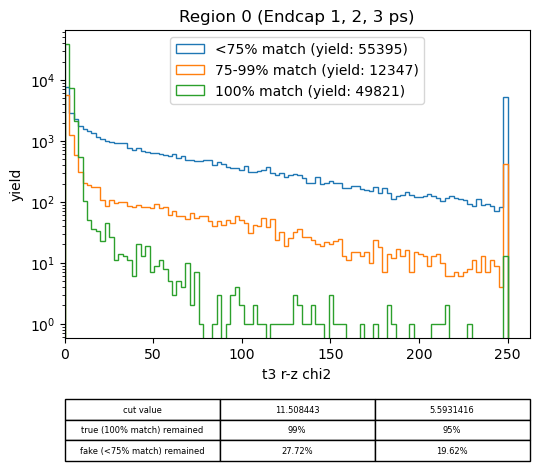 Region 0 (Endcap 1, 2, 3 ps)
<75% match (yield: 55395)
75-99% match (yield: 12347)
100% match (yield: 49821)
yield
10⁴
10³
10²
10¹
10⁰
0 50 100 150 200 250
t3 r-z chi2
cut value 11.508443 5.5931416
true (100% match) remained 99% 95%
fake (<75% match) remained 27.72% 19.62%